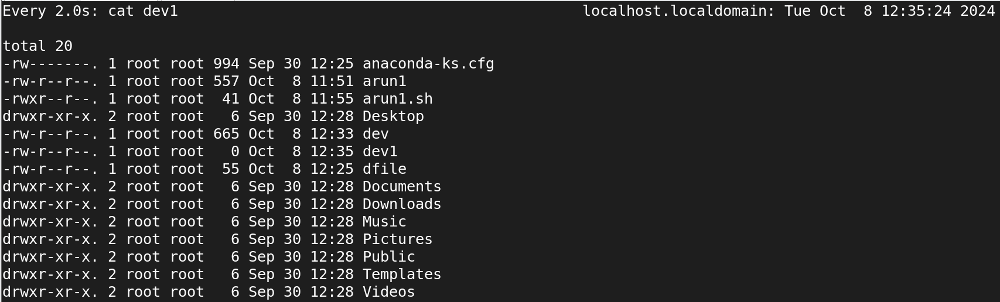 Every 2.0s: cat dev1                                              localhost.localdomain: Tue Oct  8 12:35:24 2024

total 20
-rw-------. 1 root root 994 Sep 30 12:25 anaconda-ks.cfg
-rw-r--r--. 1 root root 557 Oct  8 11:51 arun1
-rwxr--r--. 1 root root  41 Oct  8 11:55 arun1.sh
drwxr-xr-x. 2 root root   6 Sep 30 12:28 Desktop
-rw-r--r--. 1 root root 665 Oct  8 12:33 dev
-rw-r--r--. 1 root root   0 Oct  8 12:35 dev1
-rw-r--r--. 1 root root  55 Oct  8 12:25 dfile
drwxr-xr-x. 2 root root   6 Sep 30 12:28 Documents
drwxr-xr-x. 2 root root   6 Sep 30 12:28 Downloads
drwxr-xr-x. 2 root root   6 Sep 30 12:28 Music
drwxr-xr-x. 2 root root   6 Sep 30 12:28 Pictures
drwxr-xr-x. 2 root root   6 Sep 30 12:28 Public
drwxr-xr-x. 2 root root   6 Sep 30 12:28 Templates
drwxr-xr-x. 2 root root   6 Sep 30 12:28 Videos